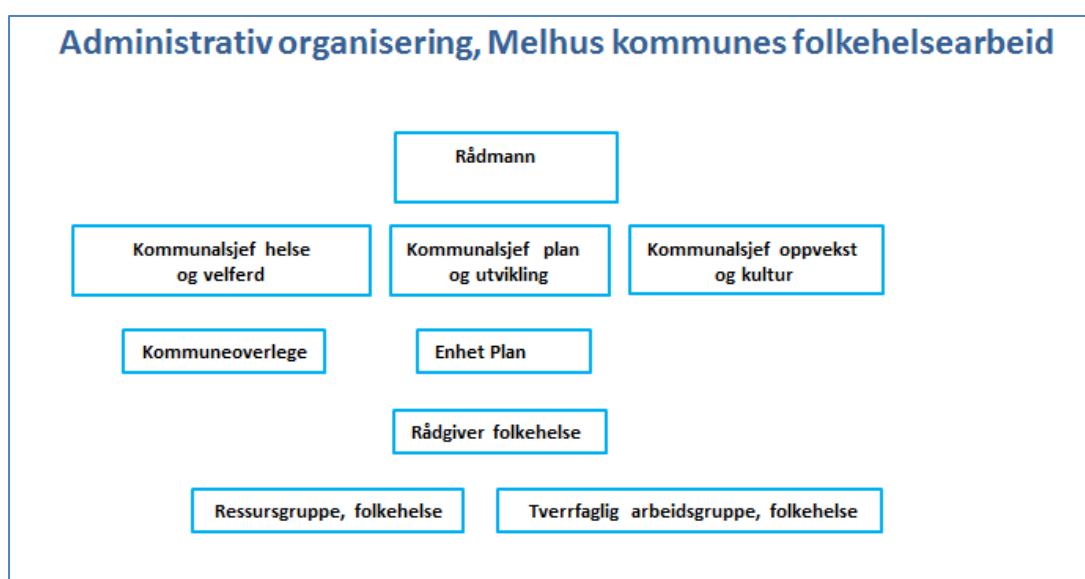 Administrativ organisering, Melhus kommunes folkehelsearbeid
Rådmann
Kommunalsjef helse
og velferd
Kommunalsjef plan
og utvikling
Kommunalsjef oppvekst
og kultur
Kommuneoverlege
Enhet Plan
Rådgiver folkehelse
Ressursgruppe, folkehelse
Tverrfaglig arbeidsgruppe, folkehelse